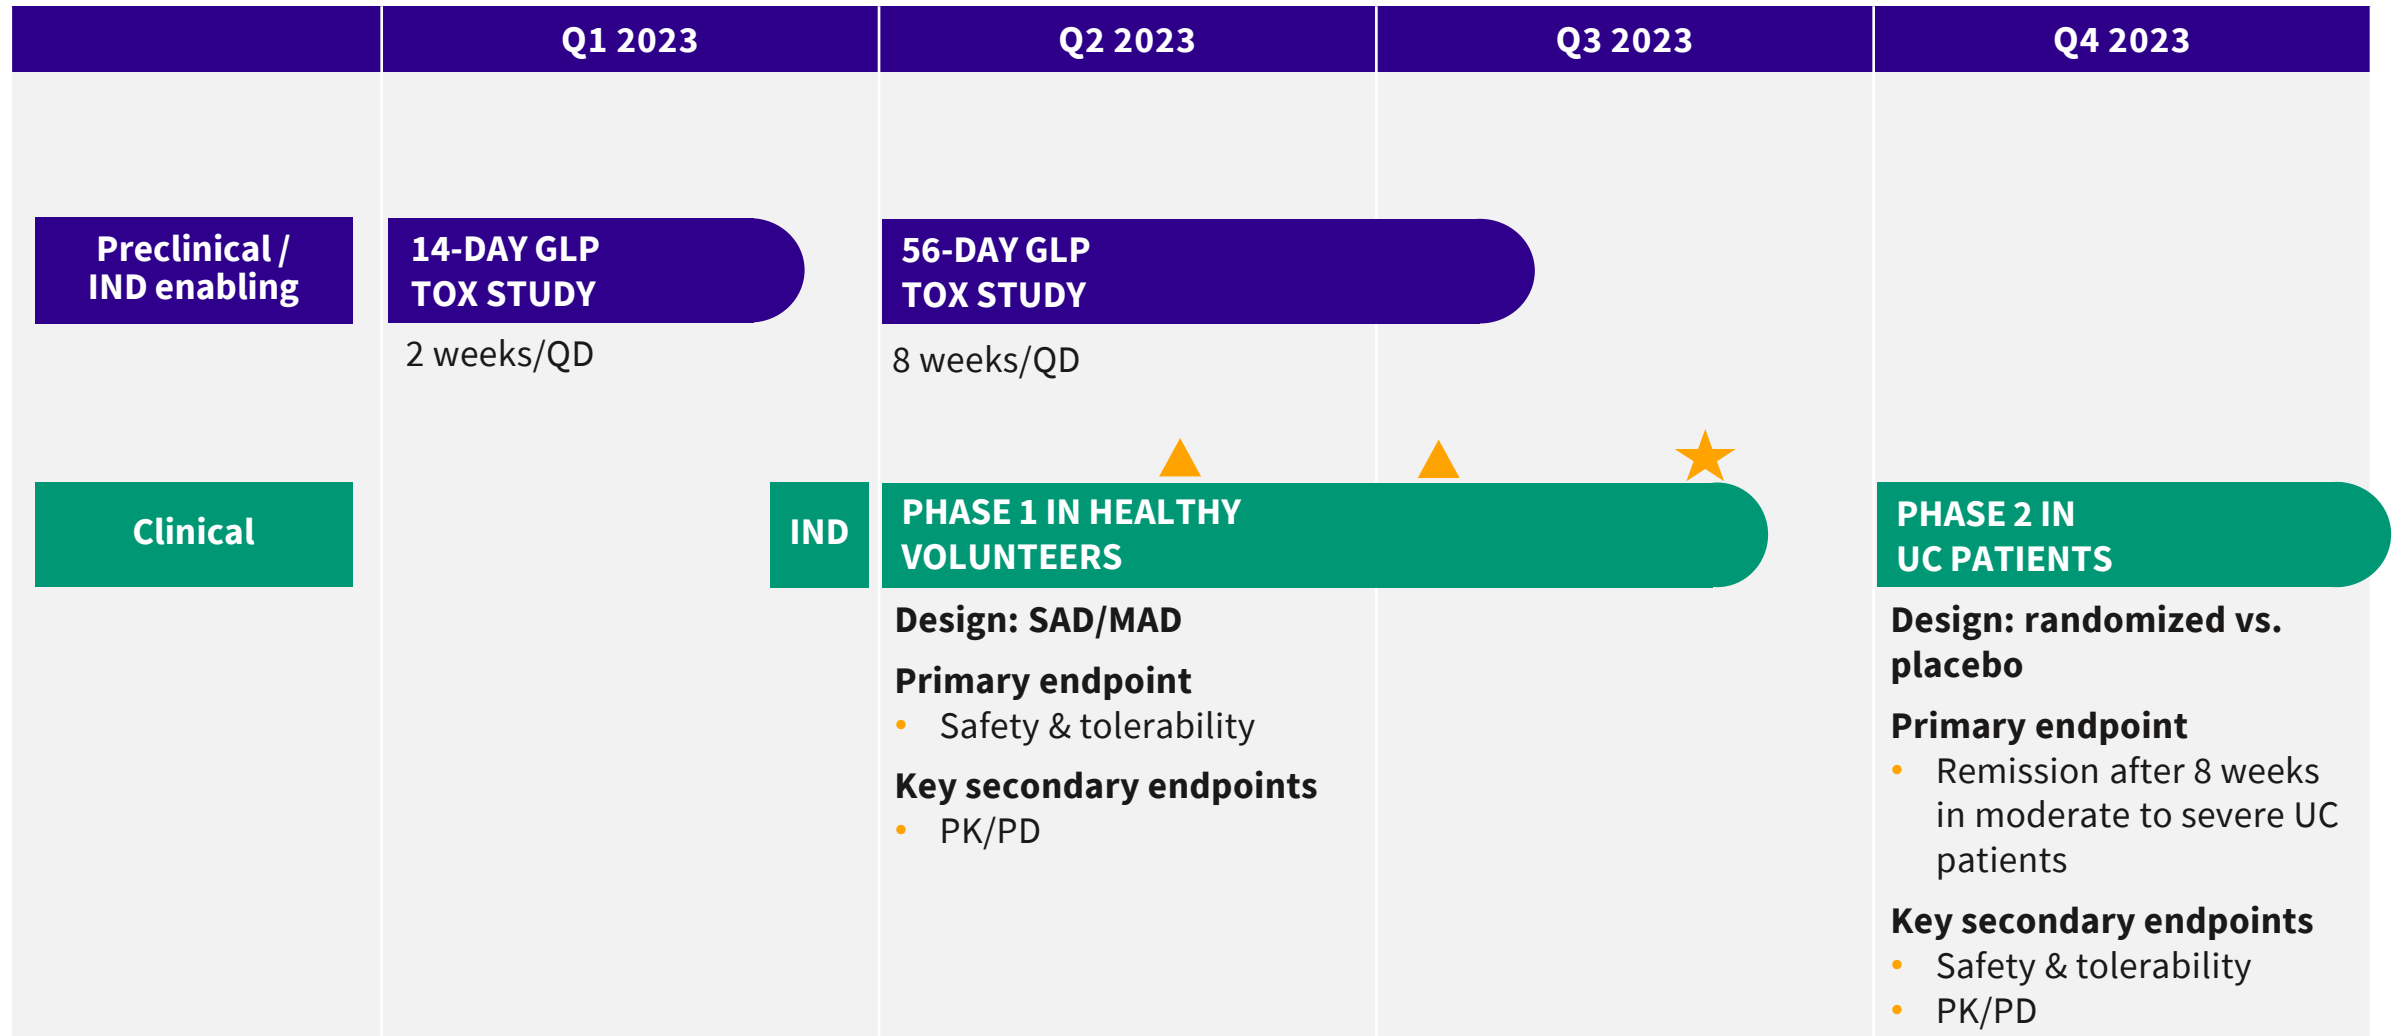 Q1 2023
Q2 2023
Q3 2023
Q4 2023
Preclinical /
IND enabling
14-DAY GLP
TOX STUDY
2 weeks/QD
56-DAY GLP
TOX STUDY
8 weeks/QD
Clinical
IND
PHASE 1 IN HEALTHY
VOLUNTEERS
Design: SAD/MAD
Primary endpoint
• Safety & tolerability
Key secondary endpoints
• PK/PD
PHASE 2 IN
UC PATIENTS
Design: randomized vs.
placebo
Primary endpoint
• Remission after 8 weeks
in moderate to severe UC
patients
Key secondary endpoints
• Safety & tolerability
• PK/PD